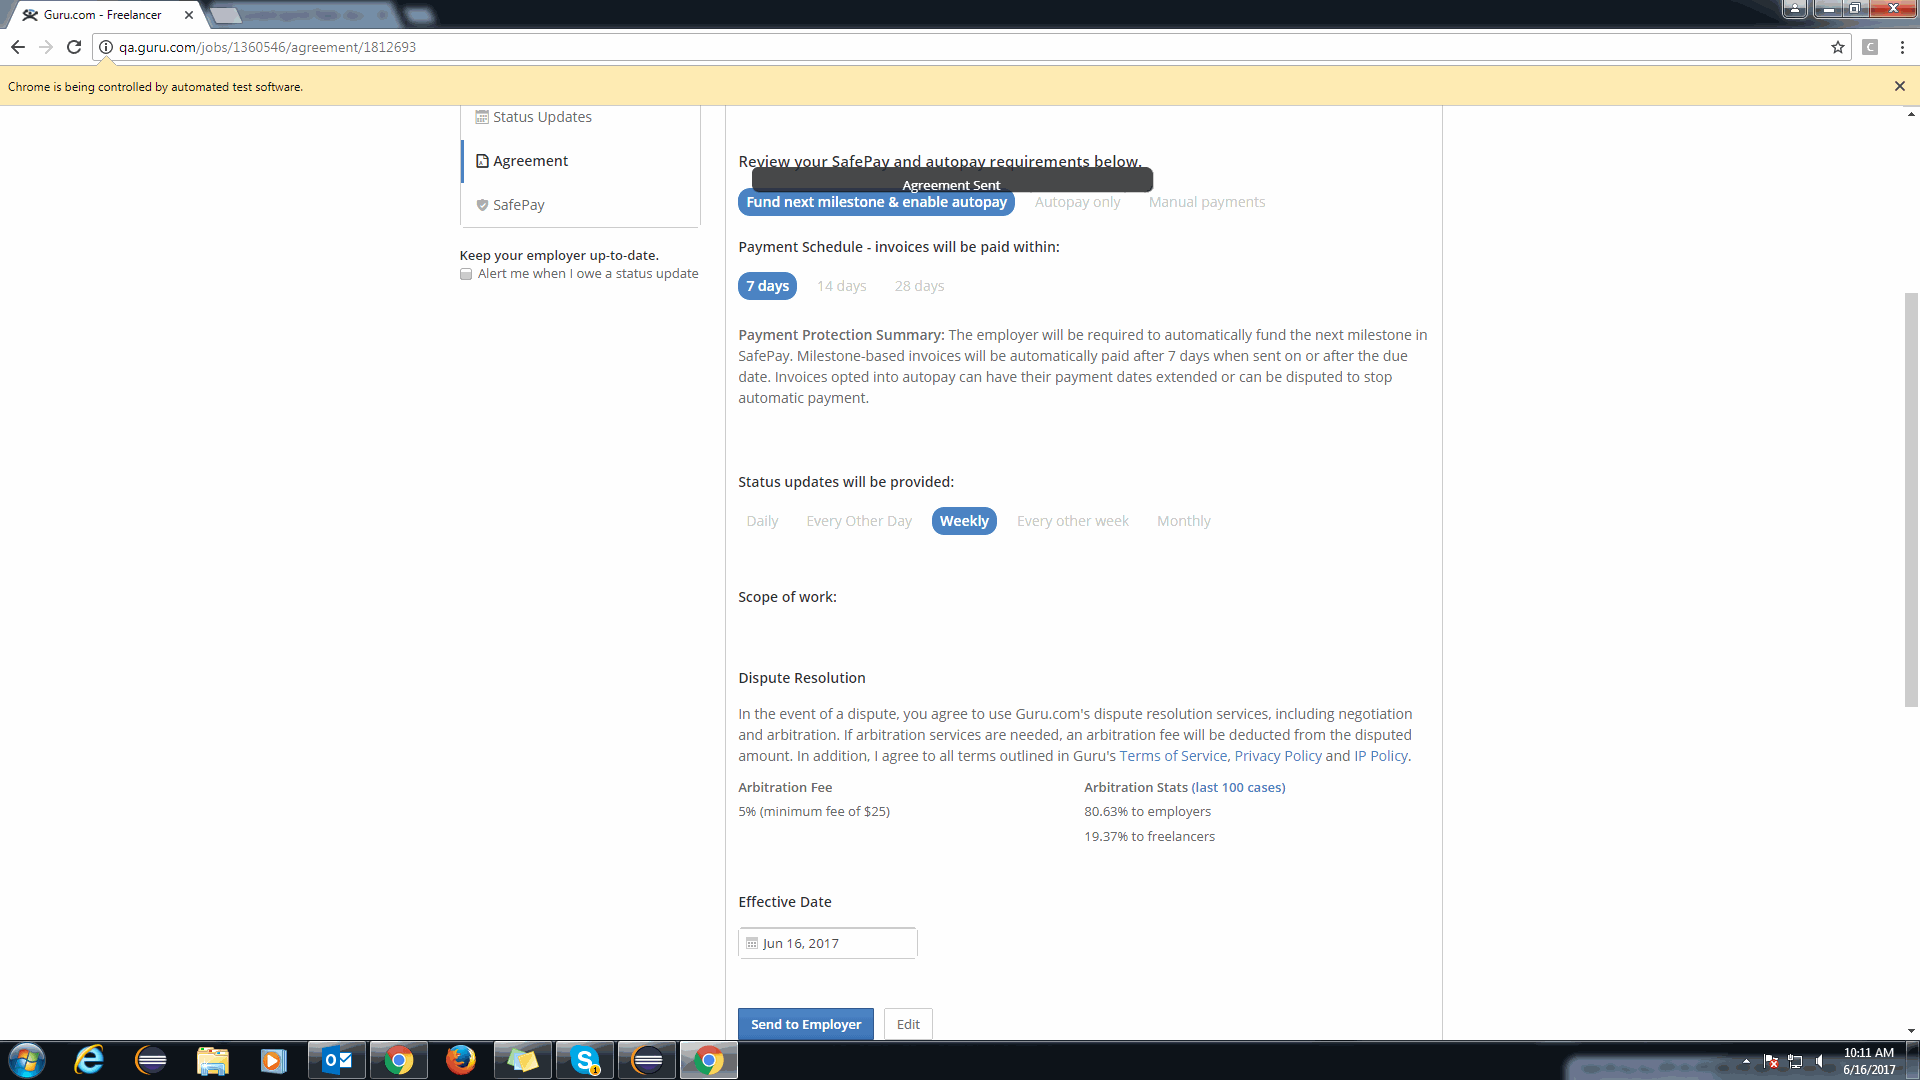 Guru.com - Freelancer
qa.guru.com/jobs/1360546/agreement/1812693
C
Chrome is being controlled by automated test software.
Status Updates
Agreement
SafePay
Keep your employer up-to-date.
Alert me when I owe a status update
Review your SafePay and autopay requirements below.
Agreement Sent
Fund next milestone & enable autopay Autopay only Manual payments
Payment Schedule - invoices will be paid within:
7 days 14 days 28 days
Payment Protection Summary: The employer will be required to automatically fund the next milestone in
SafePay. Milestone-based invoices will be automatically paid after 7 days when sent on or after the due
date. Invoices opted into autopay can have their payment dates extended or can be disputed to stop
automatic payment.
Status updates will be provided:
Daily Every Other Day Weekly Every other week Monthly
Scope of work:
Dispute Resolution
In the event of a dispute, you agree to use Guru.com's dispute resolution services, including negotiation
and arbitration. If arbitration services are needed, an arbitration fee will be deducted from the disputed
amount. In addition, I agree to all terms outlined in Guru's Terms of Service, Privacy Policy and IP Policy.
Arbitration Fee
5% (minimum fee of $25)
Arbitration Stats (last 100 cases)
80.63% to employers
19.37% to freelancers
Effective Date
Jun 16, 2017
Send to Employer Edit
10:11 AM
6/16/2017